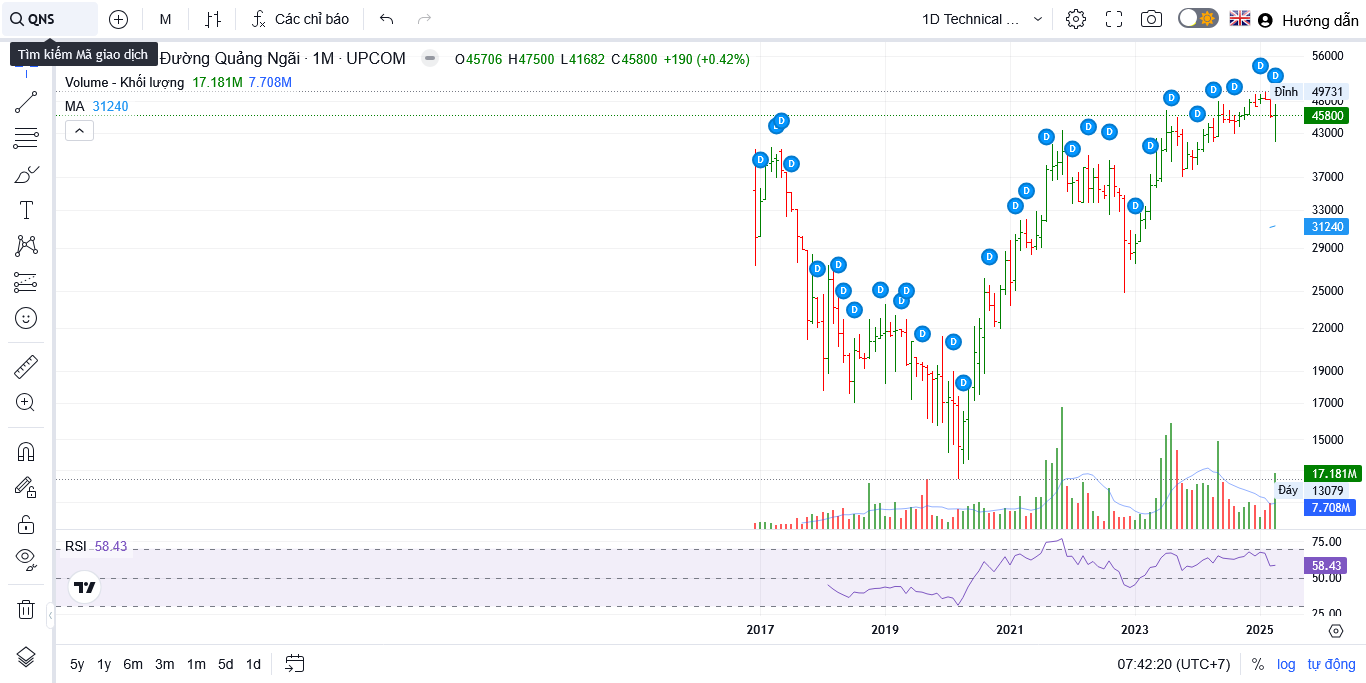 QNS
M
Các chỉ báo
1D Technical ...
Hướng dẫn
Tìm kiếm Mã giao dịch
Đường Quảng Ngãi · 1M · UPCOM
O45706 H47500 L41682 C45800 +190 (+0.42%)
Volume - Khối lượng 17.181M 7.708M
MA 31240
56000
Đỉnh 49731
48000
45800
43000
37000
33000
31240
29000
25000
22000
19000
17000
15000
17.181M
Đáy 13079
7.708M
D D D D D D D D D D D D D D D D D D D D D D D D D D D D D D
RSI 58.43
75.00
58.43
50.00
25.00
2017 2019 2021 2023 2025
5y 1y 6m 3m 1m 5d 1d
07:42:20 (UTC+7) % log tự động